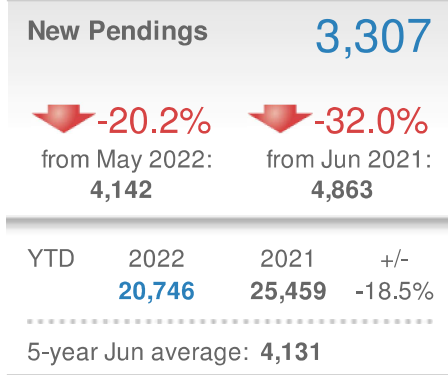 New Pendings 3,307
-20.2% -32.0%
from May 2022: from Jun 2021:
4,142 4,863
YTD 2022 2021 +/-
20,746 25,459 -18.5%
5-year Jun average: 4,131